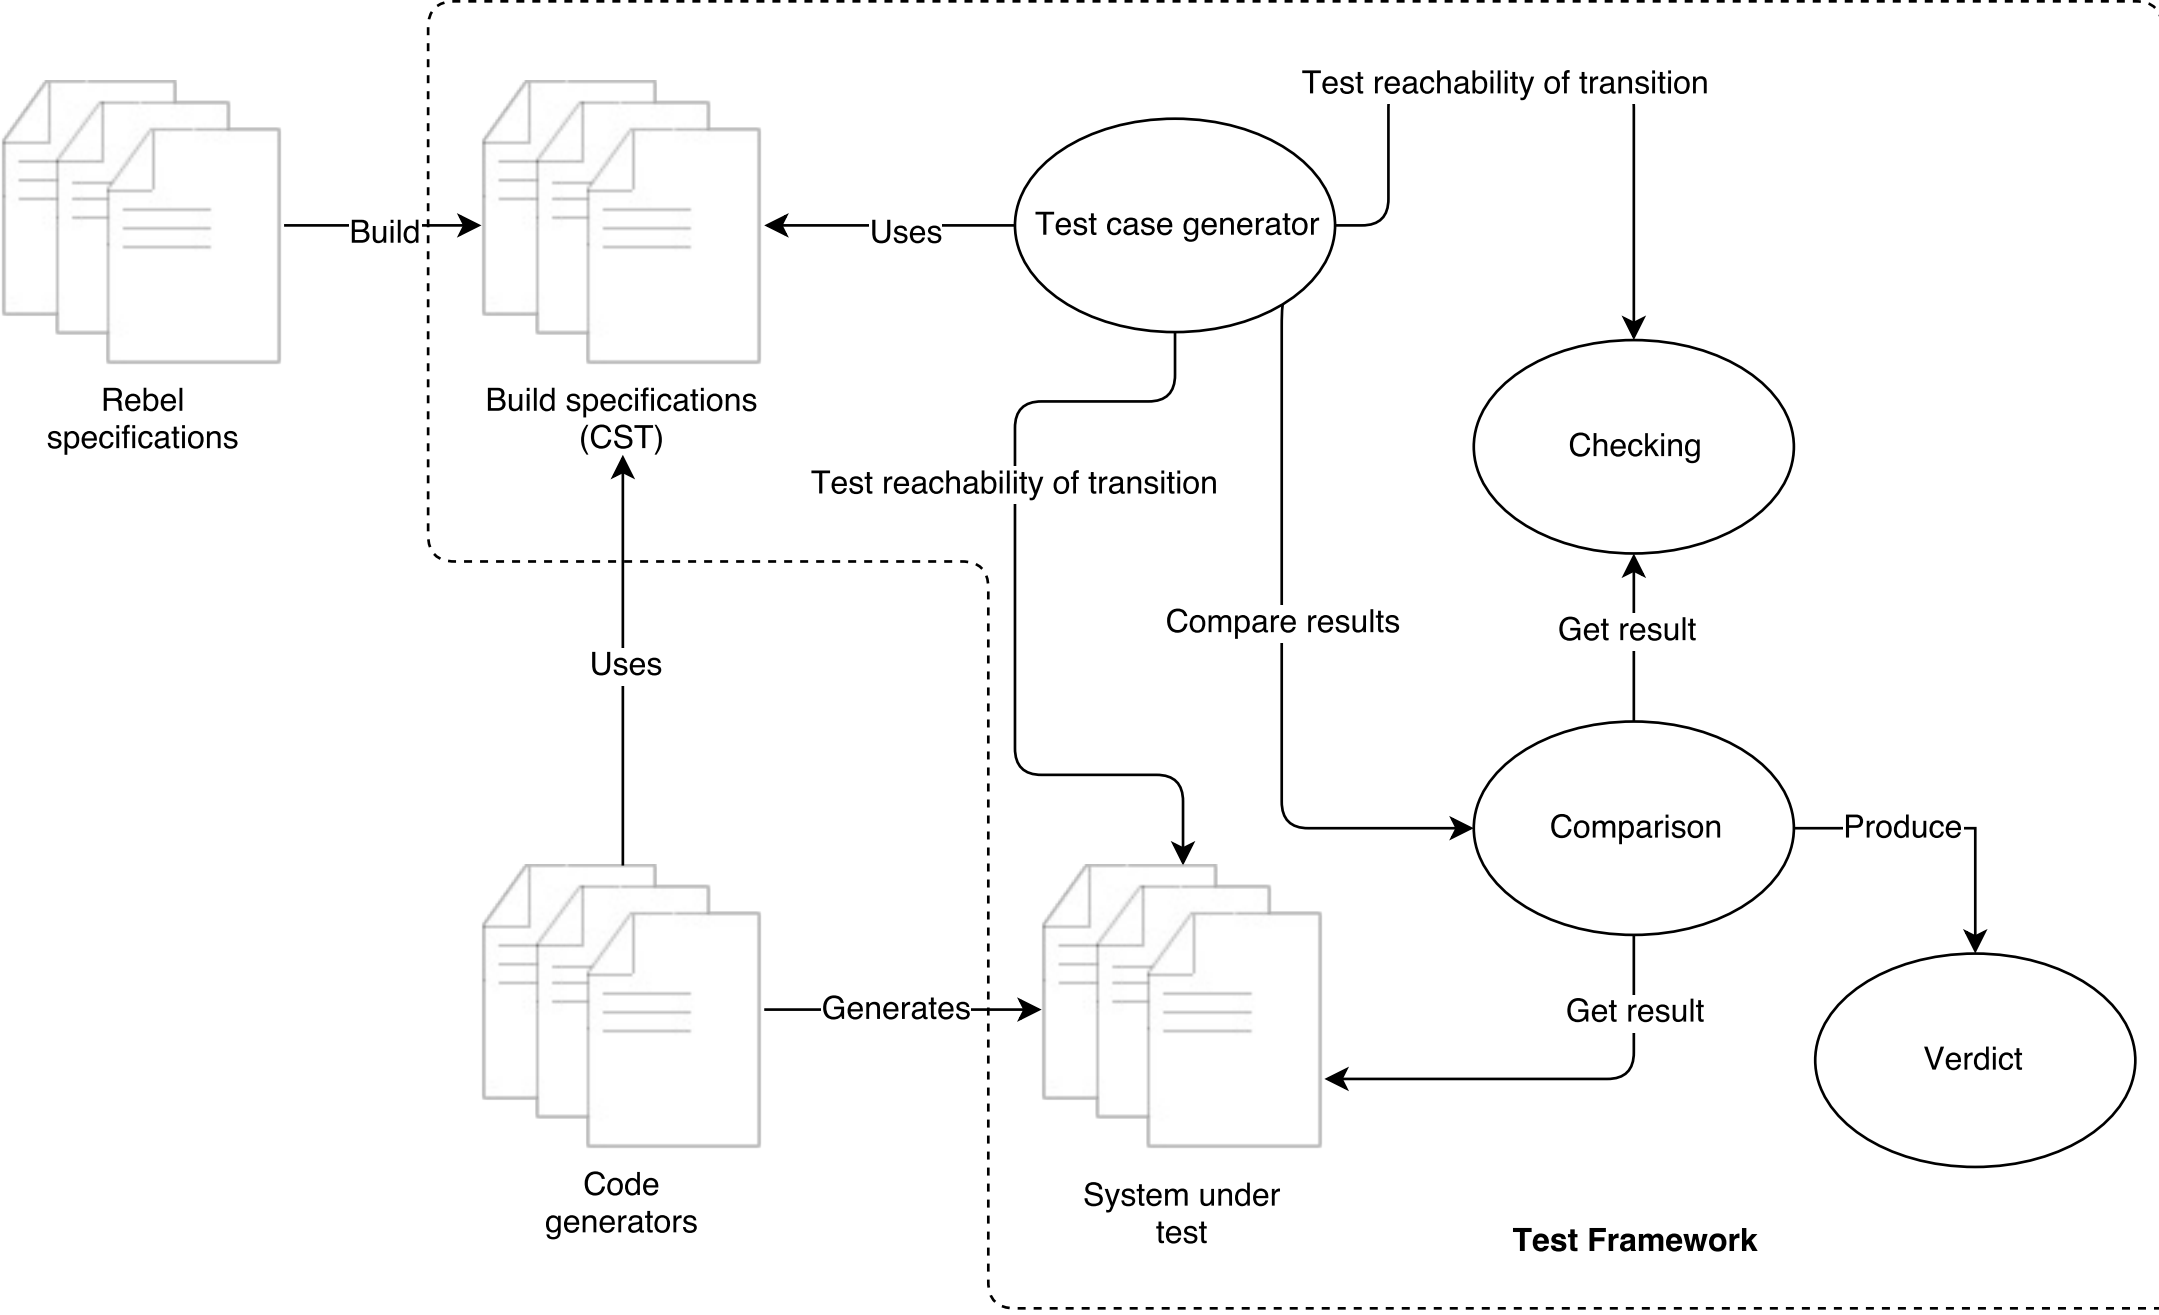 Test reachability of transition
Test case generator
Build
Uses
Rebel
specifications
Build specifications
(CST)
Checking
Test reachability of transition
Compare results
Get result
Uses
Comparison
Produce
Generates
Get result
Verdict
Code
generators
System under
test
Test Framework